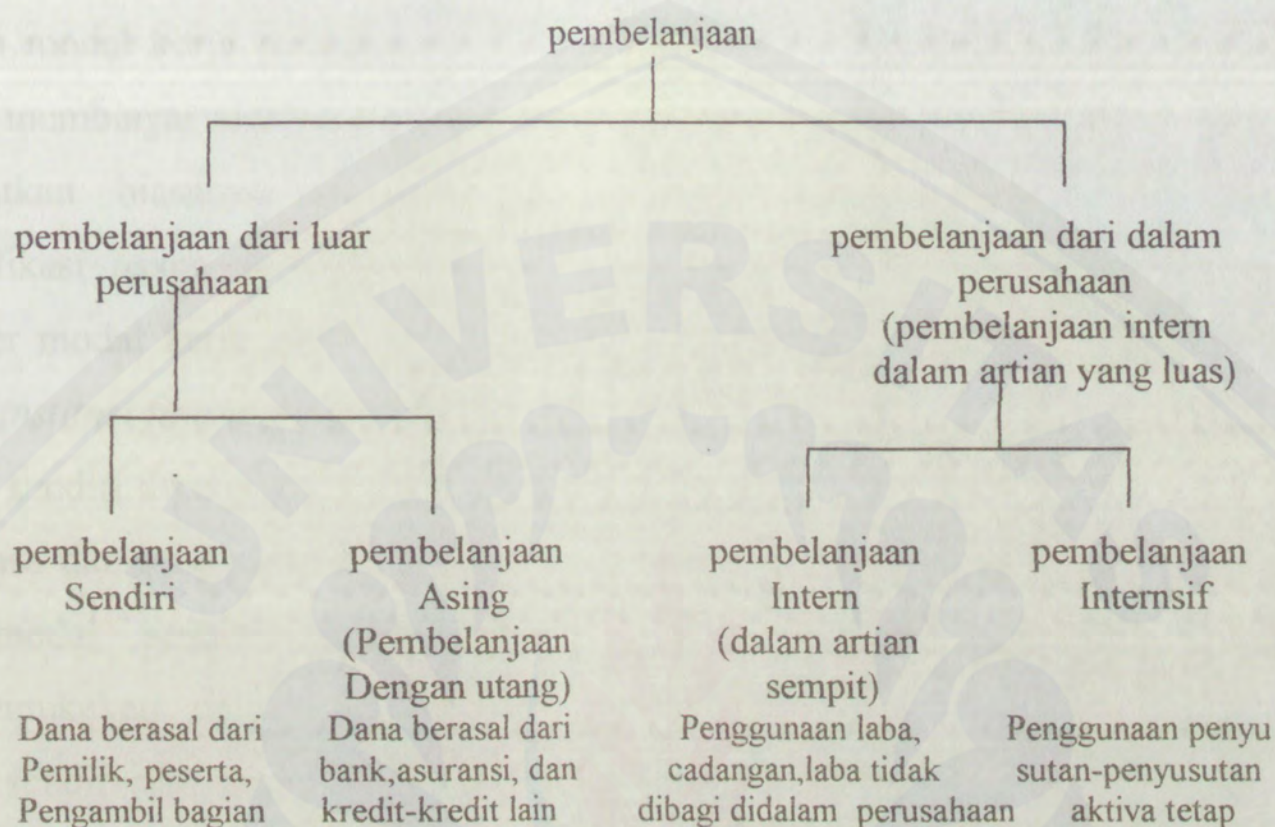 pembelanjaan
pembelanjaan dari luar
perusahaan
pembelanjaan dari dalam
perusahaan
(pembelanjaan intern
dalam artian yang luas)
pembelanjaan
Sendiri
pembelanjaan
Asing
(Pembelanjaan
Dengan utang)
pembelanjaan
Intern
(dalam artian
sempit)
pembelanjaan
Internsif
Dana berasal dari
Pemilik, peserta,
Pengambil bagian
Dana berasal dari
bank,asuransi, dan
kredit-kredit lain
Penggunaan laba,
cadangan,laba tidak
dibagi didalam perusahaan
Penggunaan penyu
sutan-penyusutan
aktiva tetap
UNIVERSITA